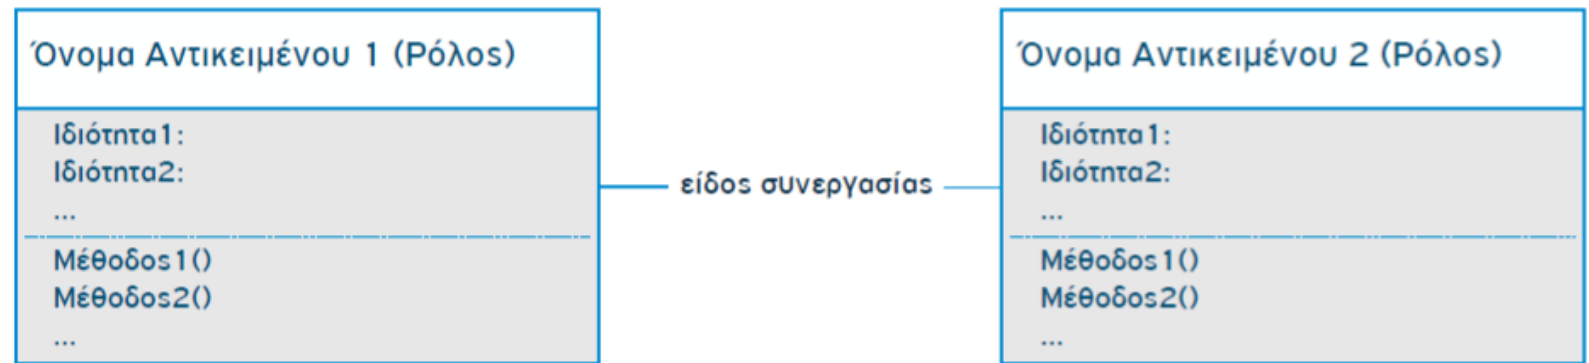 Όνομα Αντικειμένου 1 (Ρόλος)
Ιδιότητα1:
Ιδιότητα2:
...
Μέθοδος1()
Μέθοδος2()
...
είδος συνεργασίας
Όνομα Αντικειμένου 2 (Ρόλος)
Ιδιότητα1:
Ιδιότητα2:
...
Μέθοδος1()
Μέθοδος2()
...